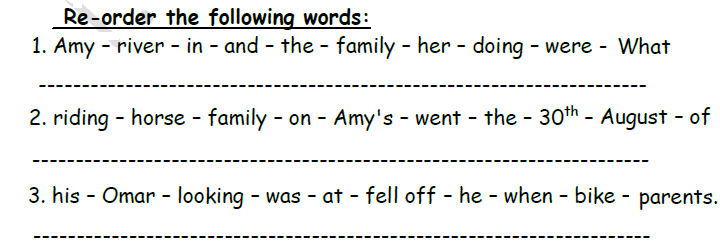 Re-order the following words:
1. Amy - river - in - and - the - family - her - doing - were - What
------------------------------------------------------------------------
2. riding - horse - family - on - Amy's - went - the - 30th - August - of
------------------------------------------------------------------------
3. his - Omar - looking - was - at - fell off - he - when - bike - parents.
------------------------------------------------------------------------